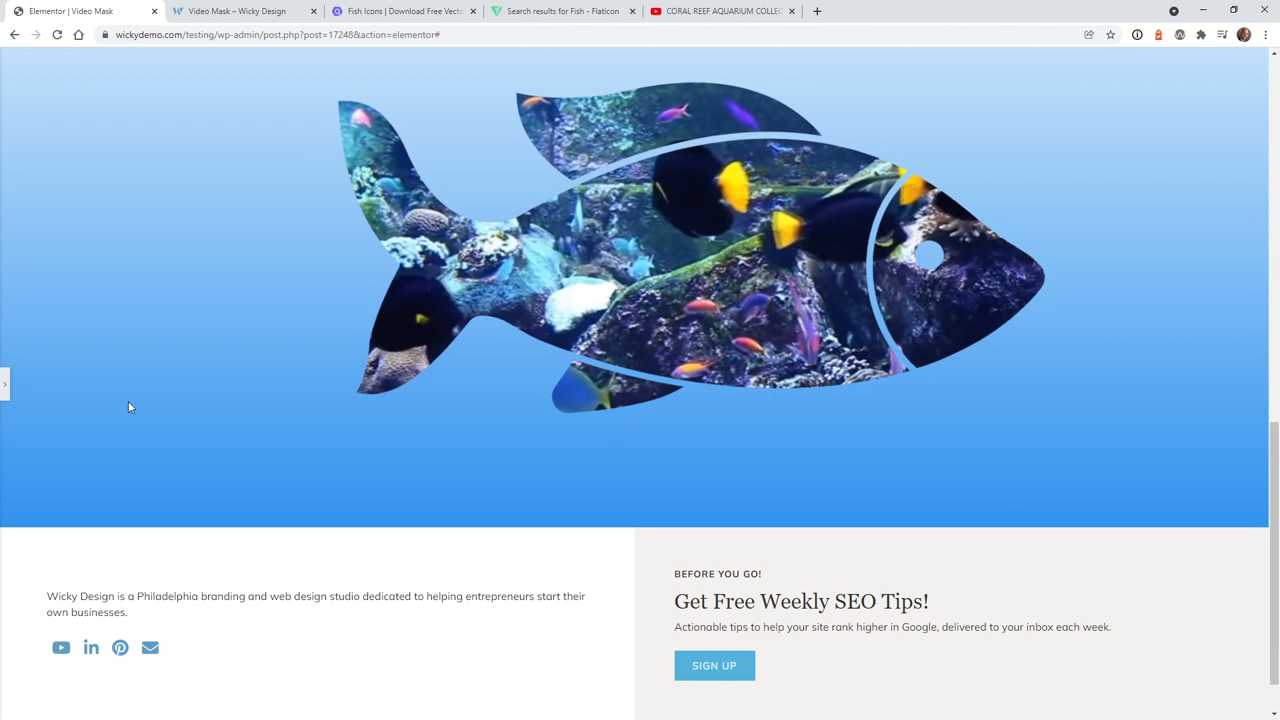 Elementor | Video Mask
Video Mask – Wicky Design
Fish Icons | Download Free Vecto
Search results for Fish - Flaticon
CORAL REEF AQUARIUM COLLEC
wickydemo.com/testing/wp-admin/post.php?post=17248&action=elementor#
Wicky Design is a Philadelphia branding and web design studio dedicated to helping entrepreneurs start their
own businesses.
BEFORE YOU GO!
Get Free Weekly SEO Tips!
Actionable tips to help your site rank higher in Google, delivered to your inbox each week.
SIGN UP